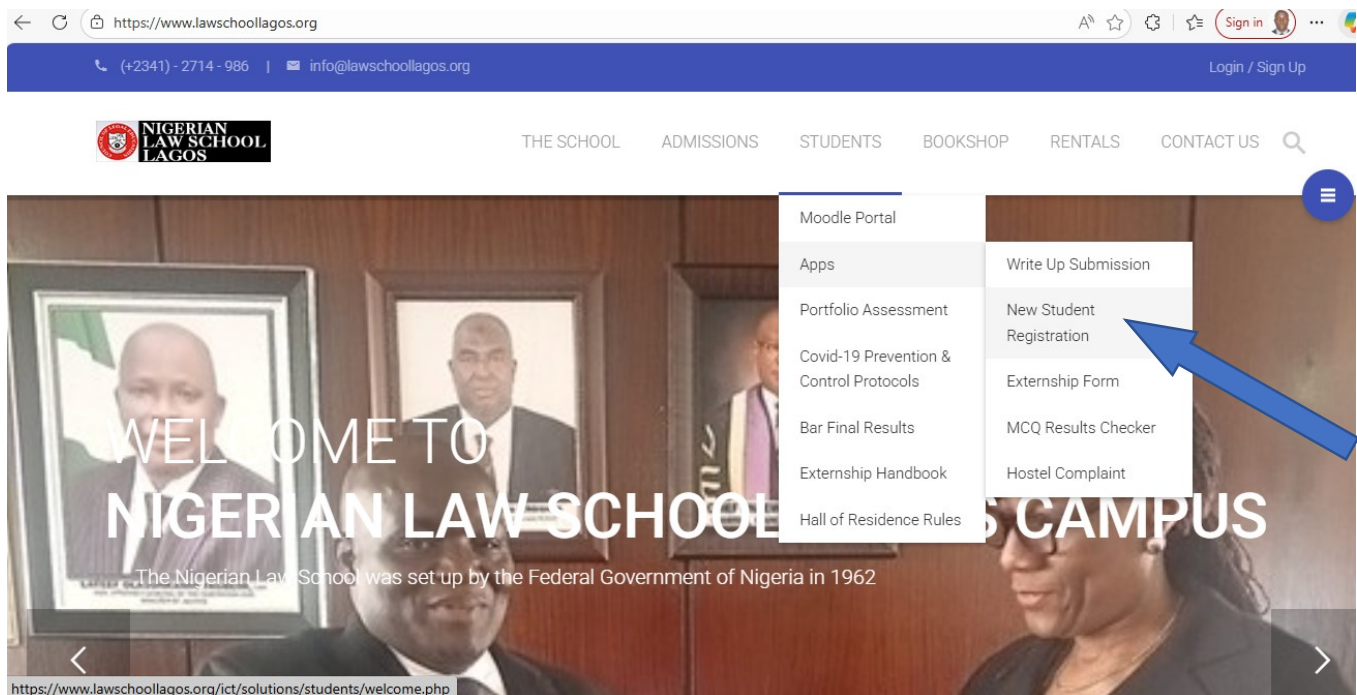 https://www.lawschoollagos.org
Sign in
(+2341) - 2714 - 986 | info@lawschoollagos.org
Login / Sign Up
NIGERIAN
LAW SCHOOL
LAGOS
THE SCHOOL ADMISSIONS STUDENTS BOOKSHOP RENTALS CONTACT US
Moodle Portal
Apps
Portfolio Assessment
Covid-19 Prevention &
Control Protocols
Bar Final Results
Externship Handbook
Hall of Residence Rules
Write Up Submission
New Student
Registration
Externship Form
MCQ Results Checker
Hostel Complaint
WELCOME TO
NIGERIAN LAW SCHOOL CAMPUS
The Nigerian Law School was set up by the Federal Government of Nigeria in 1962
https://www.lawschoollagos.org/ict/solutions/students/welcome.php